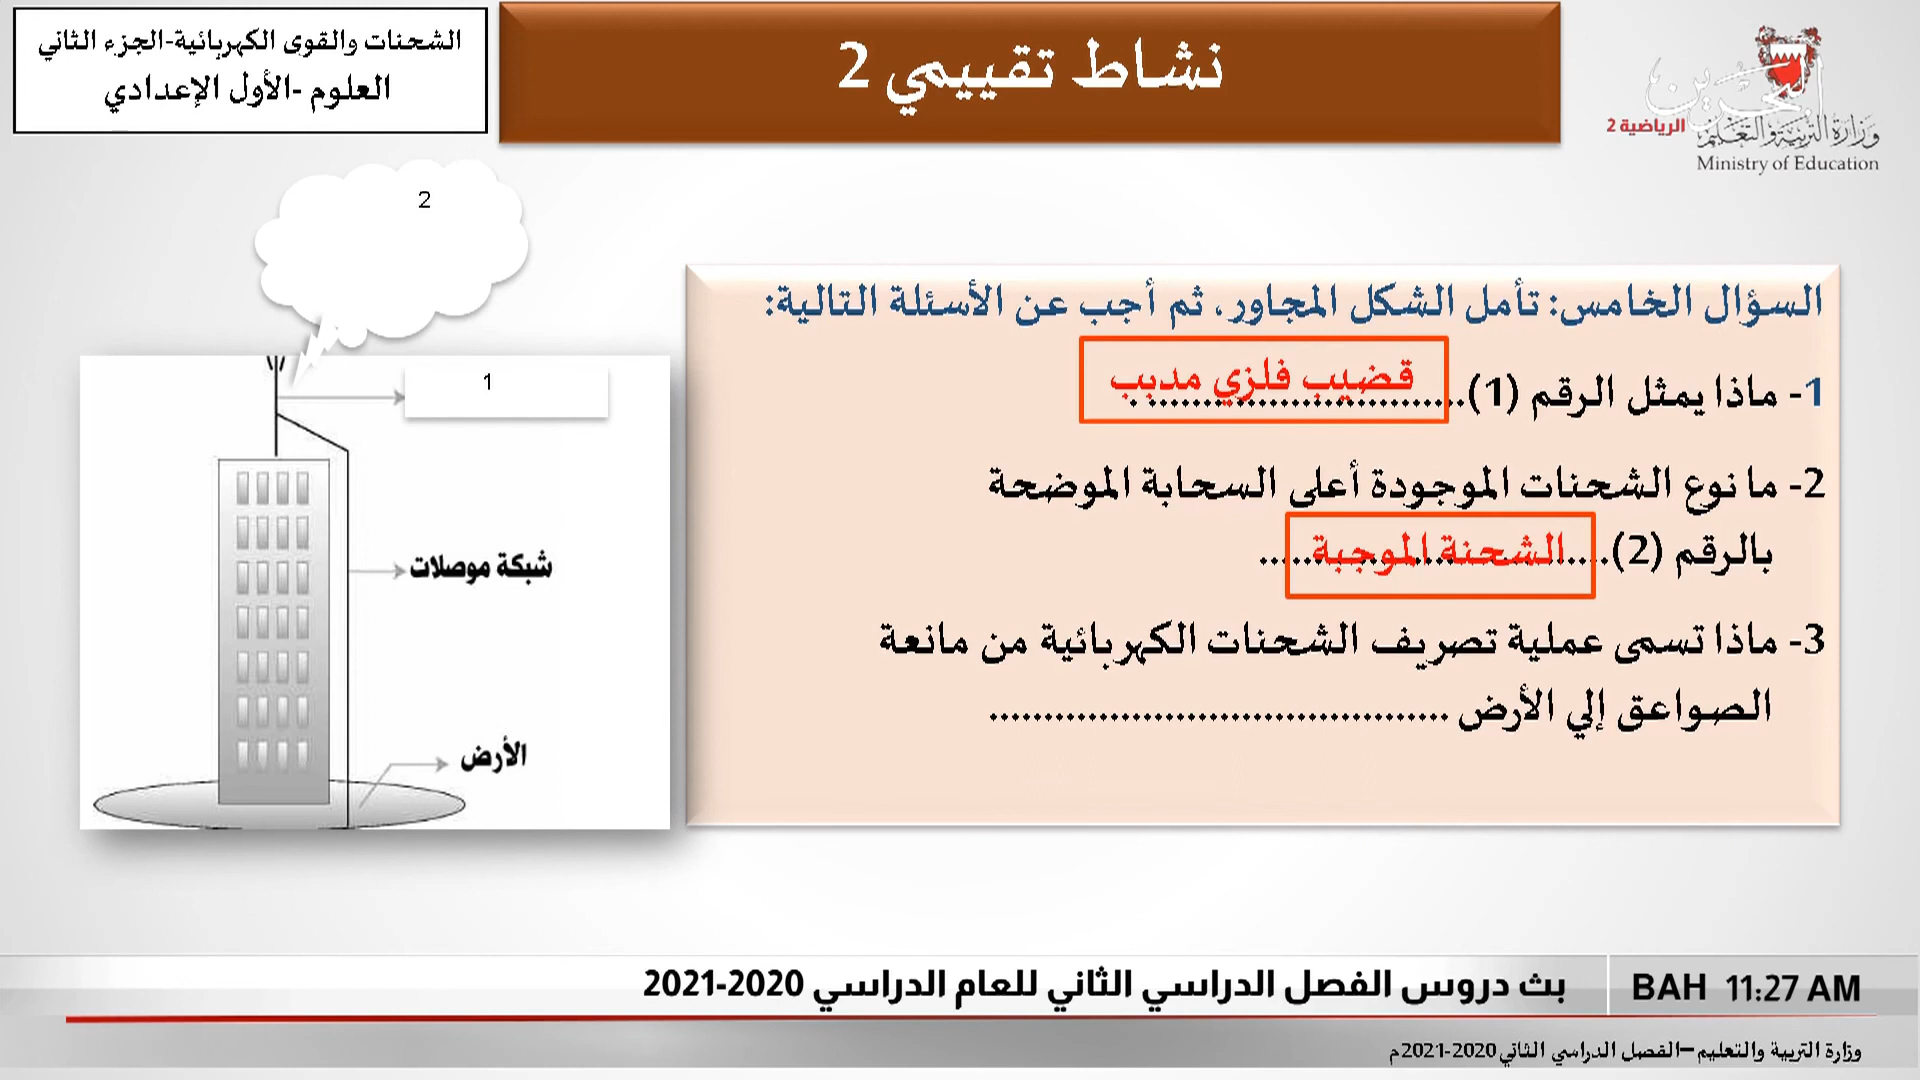 الشحنات والقوى الكهربائية-الجزء الثاني
العلوم -الأول الإعدادي
نشاط تقييمي 2
البحرين
الرياضية 2
وزارة التربية والتعليم
Ministry of Education
2
1
شبكة موصلات
الأرض
السؤال الخامس: تأمل الشكل المجاور، ثم أجب عن الأسئلة التالية:
1- ماذا يمثل الرقم (1)............................. قضيب فلزي مدبب
2- ما نوع الشحنات الموجودة أعلى السحابة الموضحة
بالرقم (2)............................. الشحنة الموجبة
3- ماذا تسمى عملية تصريف الشحنات الكهربائية من مانعة
الصواعق إلي الأرض ..........................................
بث دروس الفصل الدراسي الثاني للعام الدراسي 2020-2021
BAH 11:27 AM
وزارة التربية والتعليم –الفصل الدراسي الثاني 2020-2021م